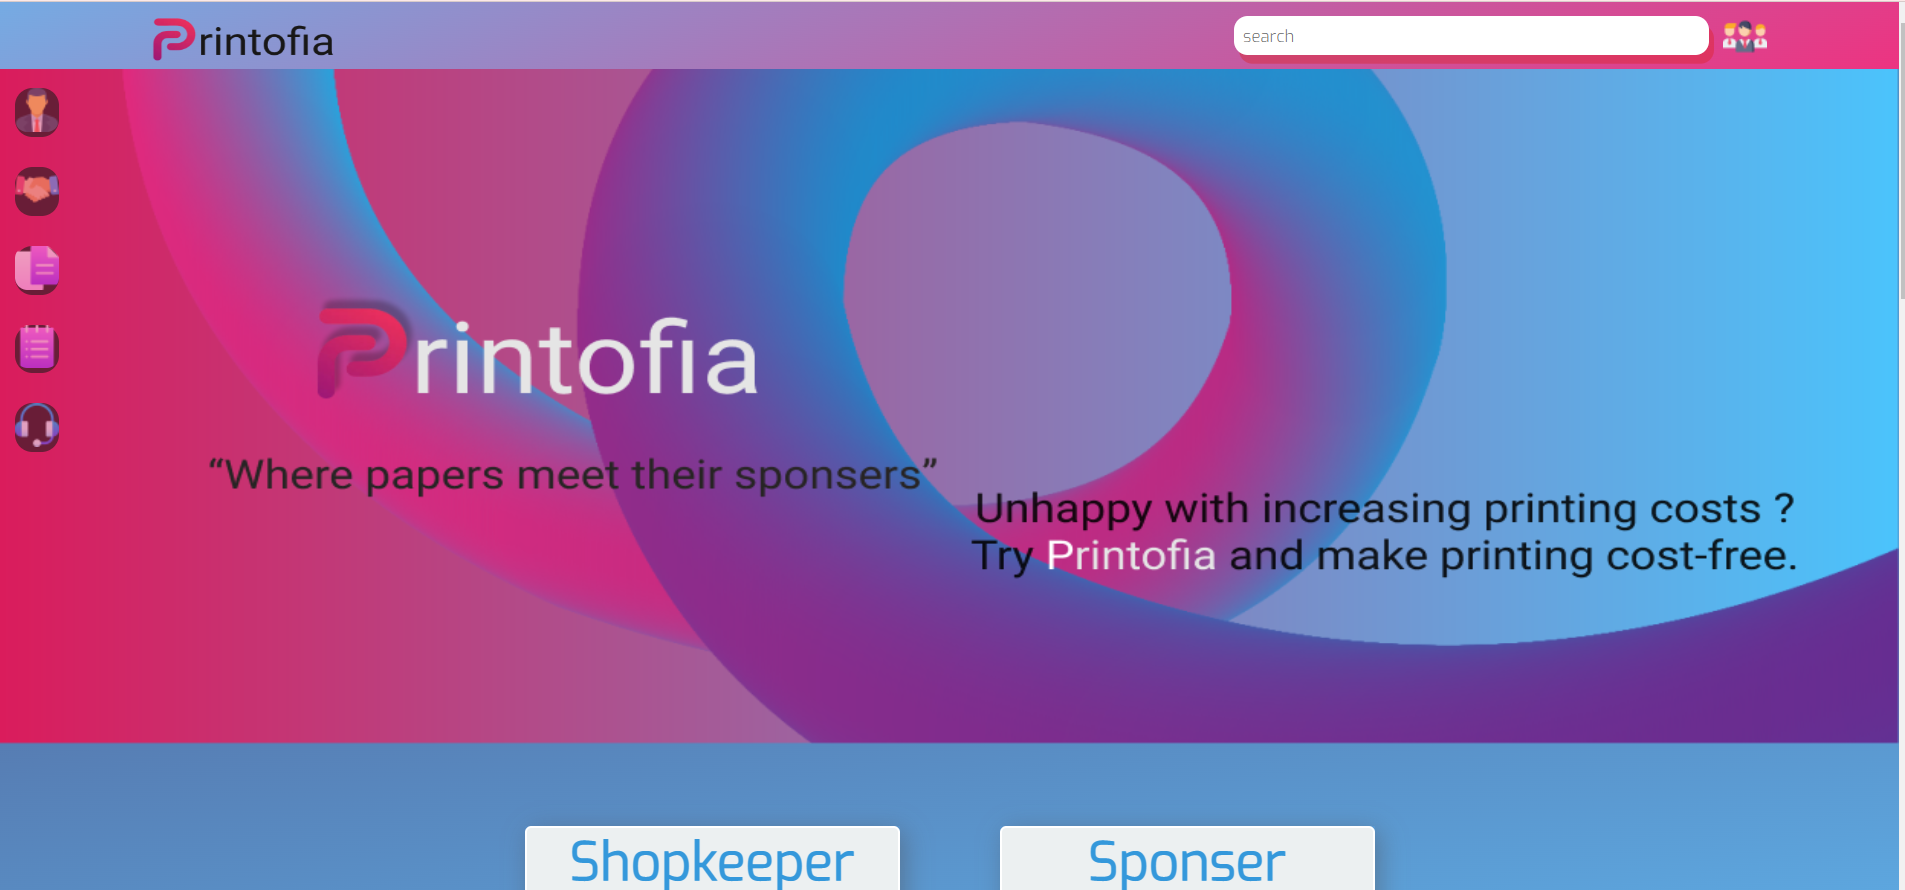 Printofia
search
Printofia
“Where papers meet their sponsers”
Unhappy with increasing printing costs ?
Try Printofia and make printing cost-free.
Shopkeeper
Sponser